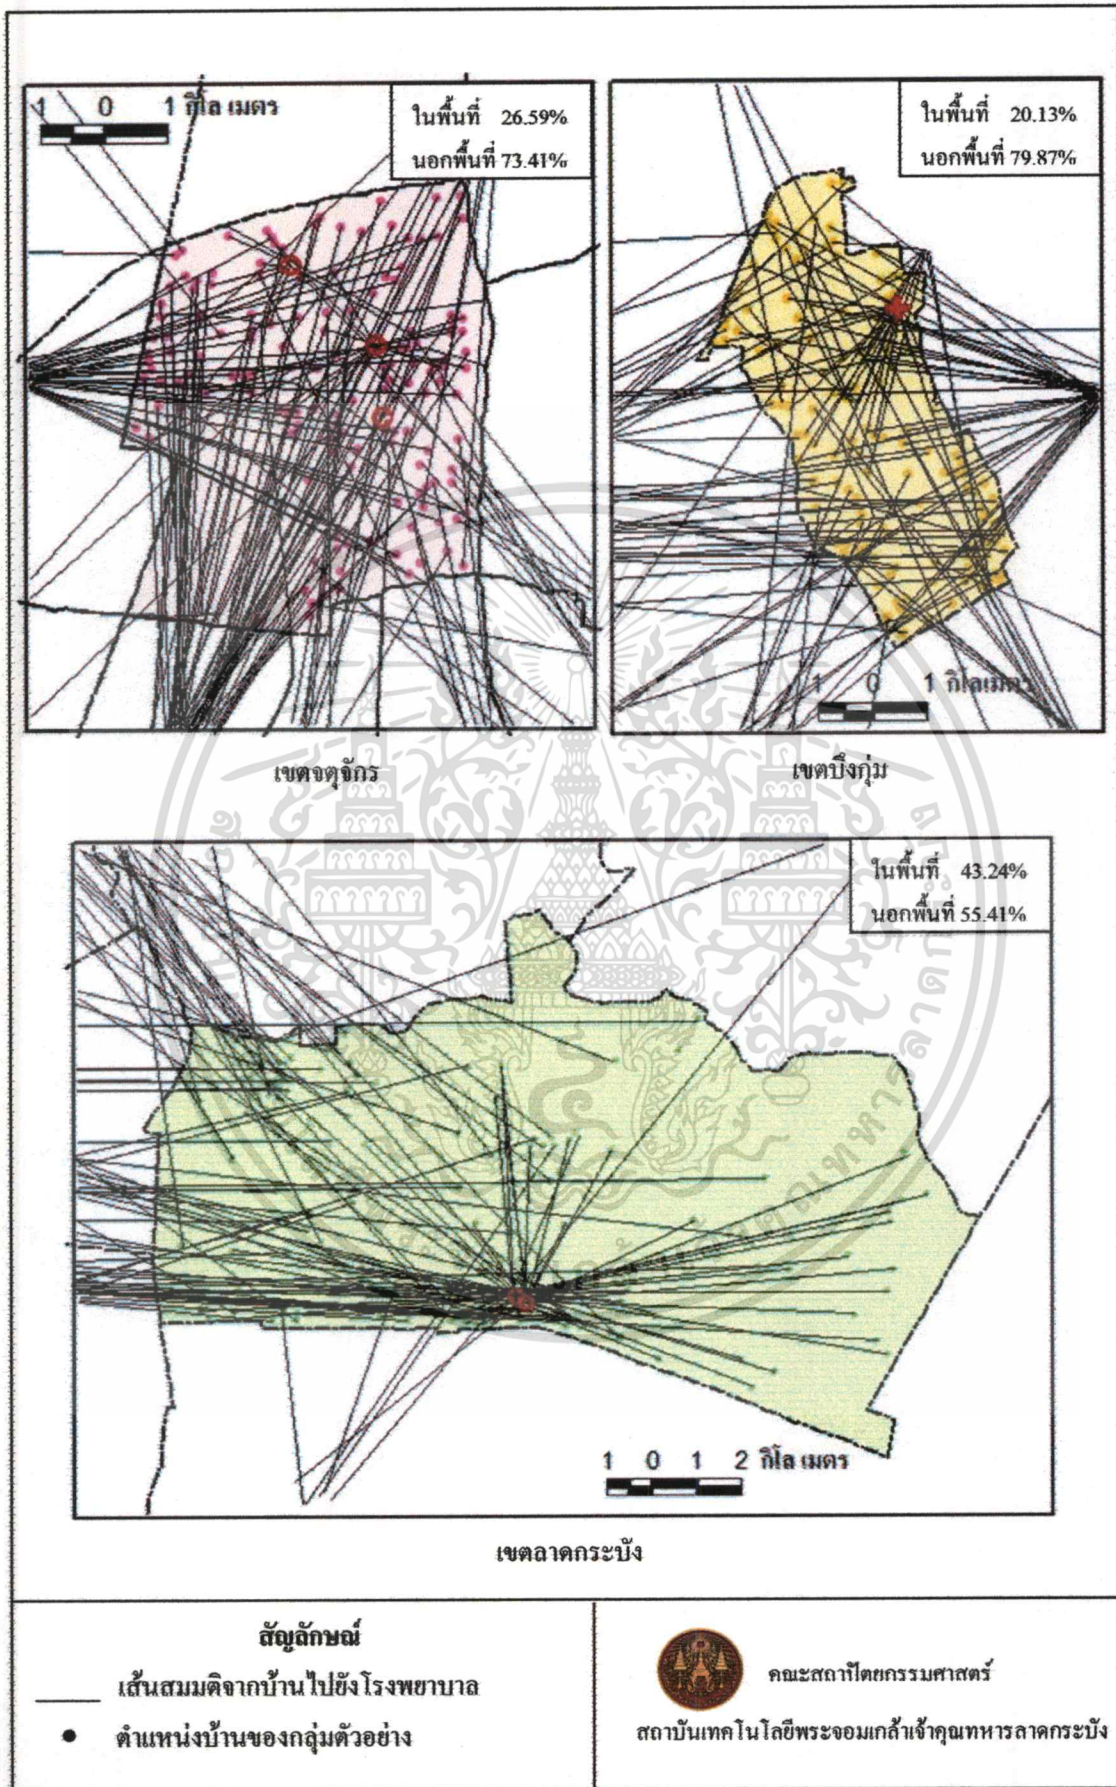 1 0 1 กิโล เมตร
ในพื้นที่ 26.59%
นอกพื้นที่ 73.41%
ในพื้นที่ 20.13%
นอกพื้นที่ 79.87%
1 0 1 กิโลเมตร
เขตจตุจักร
เขตบึงกุ่ม
ในพื้นที่ 43.24%
นอกพื้นที่ 55.41%
1 0 1 2 กิโล เมตร
เขตลาดกระบัง
สัญลักษณ์
เส้นสมมติจากบ้านไปยังโรงพยาบาล
ตำแหน่งบ้านของกลุ่มตัวอย่าง
คณะสถาปัตยกรรมศาสตร์
สถาบันเทคโนโลยีพระจอมเกล้าเจ้าคุณทหารลาดกระบัง